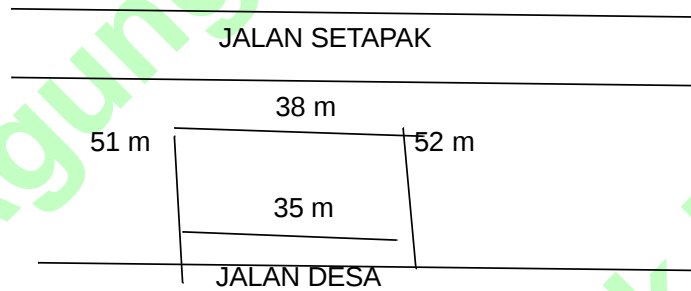 JALAN SETAPAK
38 m
51 m
52 m
35 m
JALAN DESA